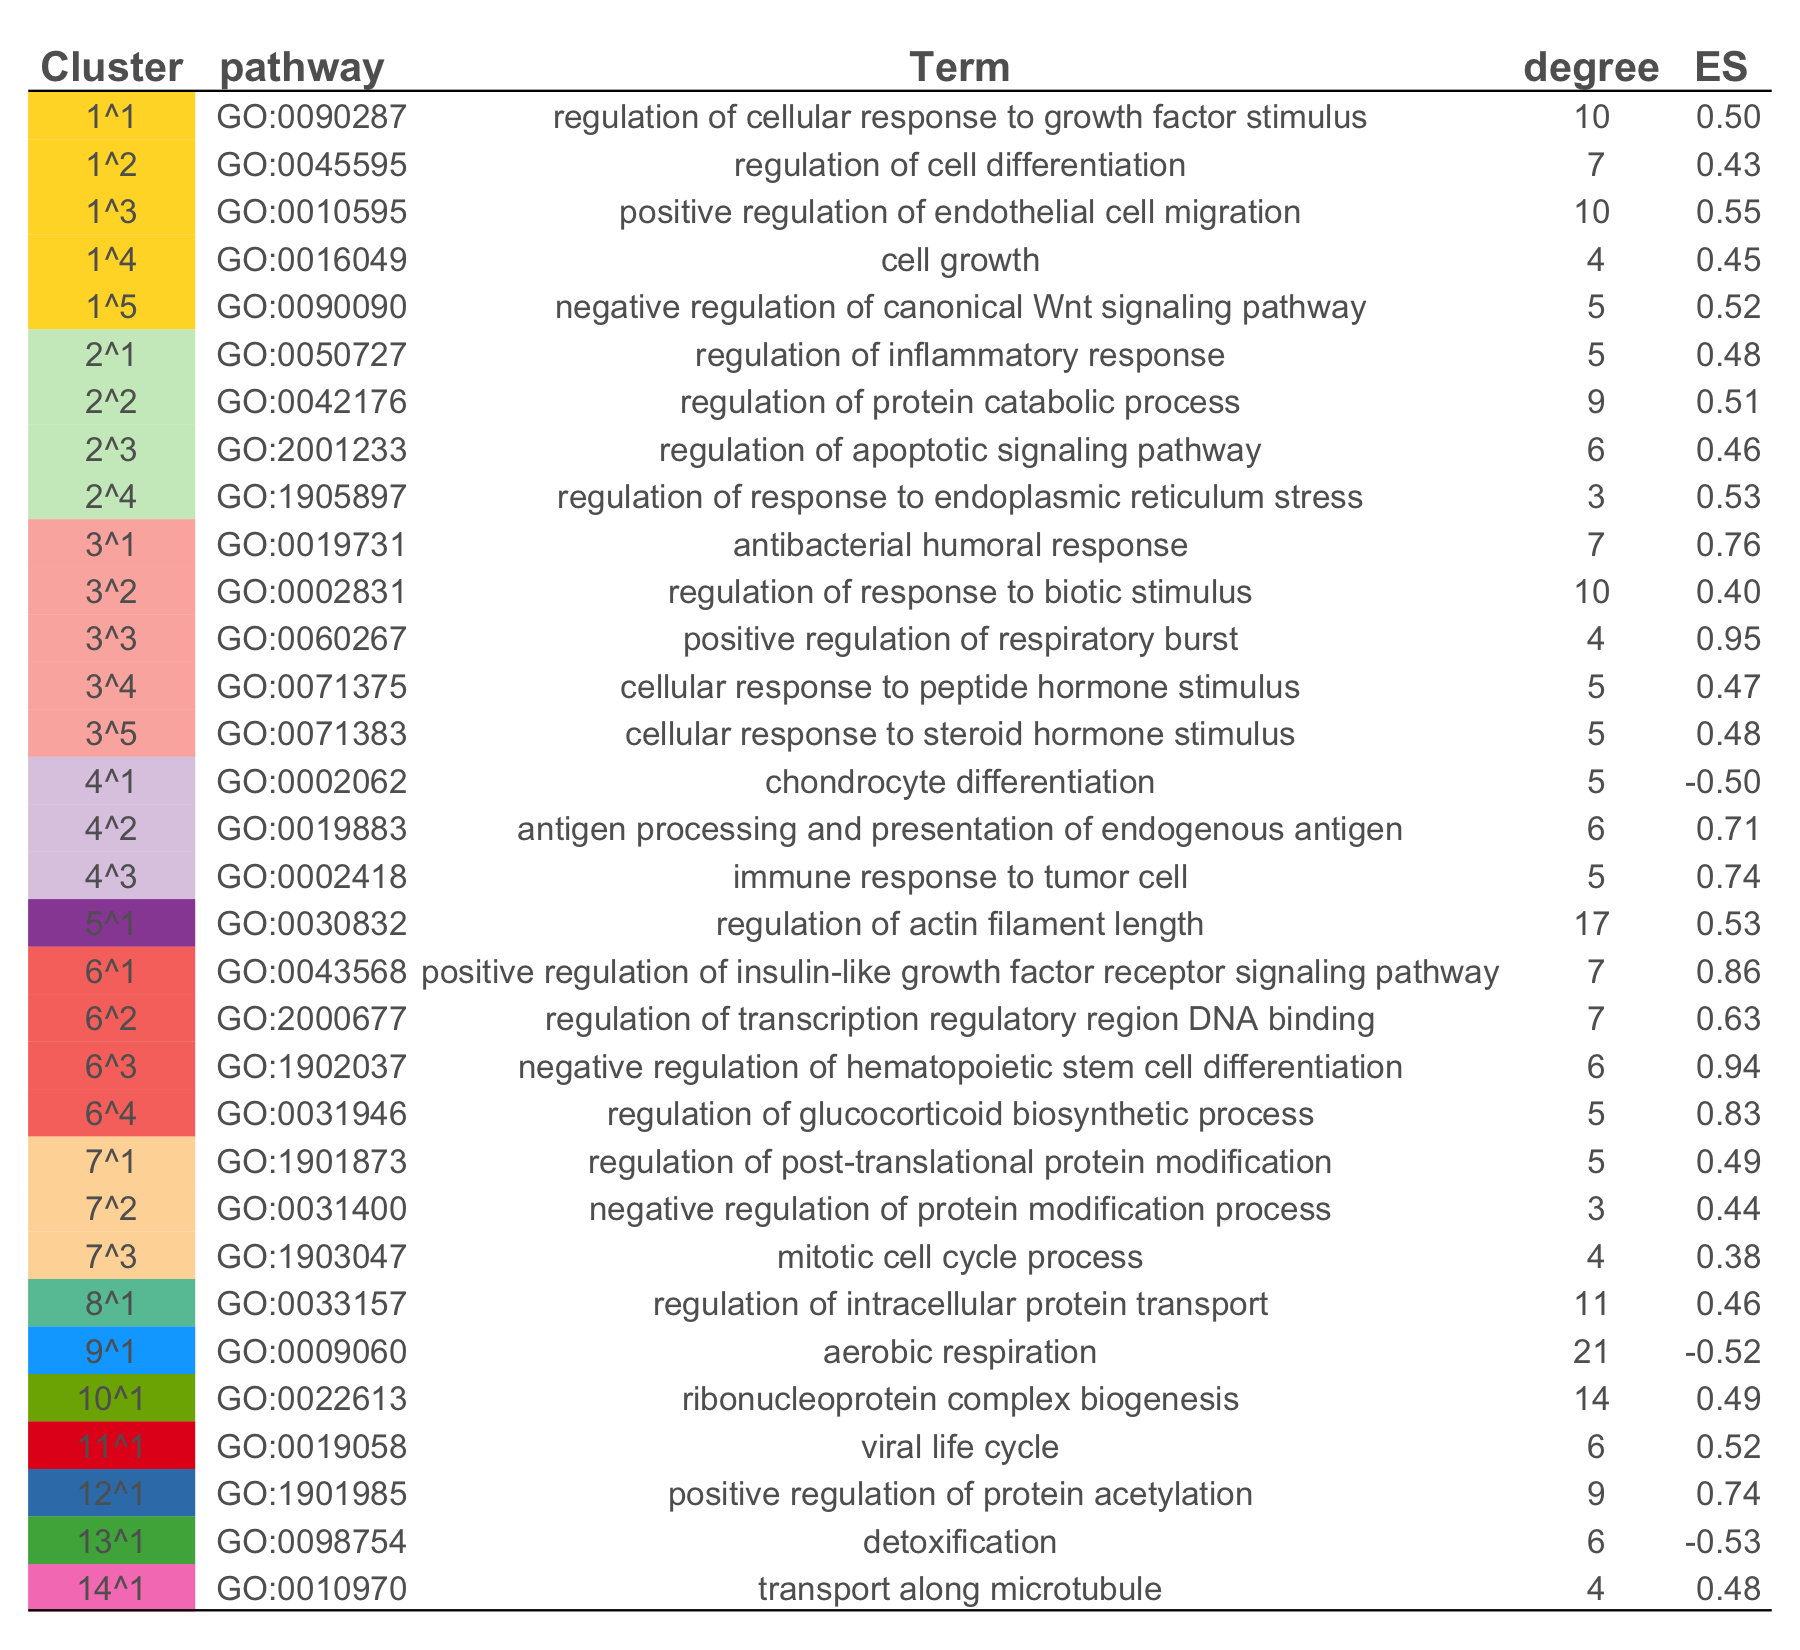 Cluster pathway Term degree ES
1^1 GO:0090287 regulation of cellular response to growth factor stimulus 10 0.50
1^2 GO:0045595 regulation of cell differentiation 7 0.43
1^3 GO:0010595 positive regulation of endothelial cell migration 10 0.55
1^4 GO:0016049 cell growth 4 0.45
1^5 GO:0090090 negative regulation of canonical Wnt signaling pathway 5 0.52
2^1 GO:0050727 regulation of inflammatory response 5 0.48
2^2 GO:0042176 regulation of protein catabolic process 9 0.51
2^3 GO:2001233 regulation of apoptotic signaling pathway 6 0.46
2^4 GO:1905897 regulation of response to endoplasmic reticulum stress 3 0.53
3^1 GO:0019731 antibacterial humoral response 7 0.76
3^2 GO:0002831 regulation of response to biotic stimulus 10 0.40
3^3 GO:0060267 positive regulation of respiratory burst 4 0.95
3^4 GO:0071375 cellular response to peptide hormone stimulus 5 0.47
3^5 GO:0071383 cellular response to steroid hormone stimulus 5 0.48
4^1 GO:0002062 chondrocyte differentiation 5 -0.50
4^2 GO:0019883 antigen processing and presentation of endogenous antigen 6 0.71
4^3 GO:0002418 immune response to tumor cell 5 0.74
5^1 GO:0030832 regulation of actin filament length 17 0.53
6^1 GO:0043568 positive regulation of insulin-like growth factor receptor signaling pathway 7 0.86
6^2 GO:2000677 regulation of transcription regulatory region DNA binding 7 0.63
6^3 GO:1902037 negative regulation of hematopoietic stem cell differentiation 6 0.94
6^4 GO:0031946 regulation of glucocorticoid biosynthetic process 5 0.83
7^1 GO:1901873 regulation of post-translational protein modification 5 0.49
7^2 GO:0031400 negative regulation of protein modification process 3 0.44
7^3 GO:1903047 mitotic cell cycle process 4 0.38
8^1 GO:0033157 regulation of intracellular protein transport 11 0.46
9^1 GO:0009060 aerobic respiration 21 -0.52
10^1 GO:0022613 ribonucleoprotein complex biogenesis 14 0.49
11^1 GO:0019058 viral life cycle 6 0.52
12^1 GO:1901985 positive regulation of protein acetylation 9 0.74
13^1 GO:0098754 detoxification 6 -0.53
14^1 GO:0010970 transport along microtubule 4 0.48